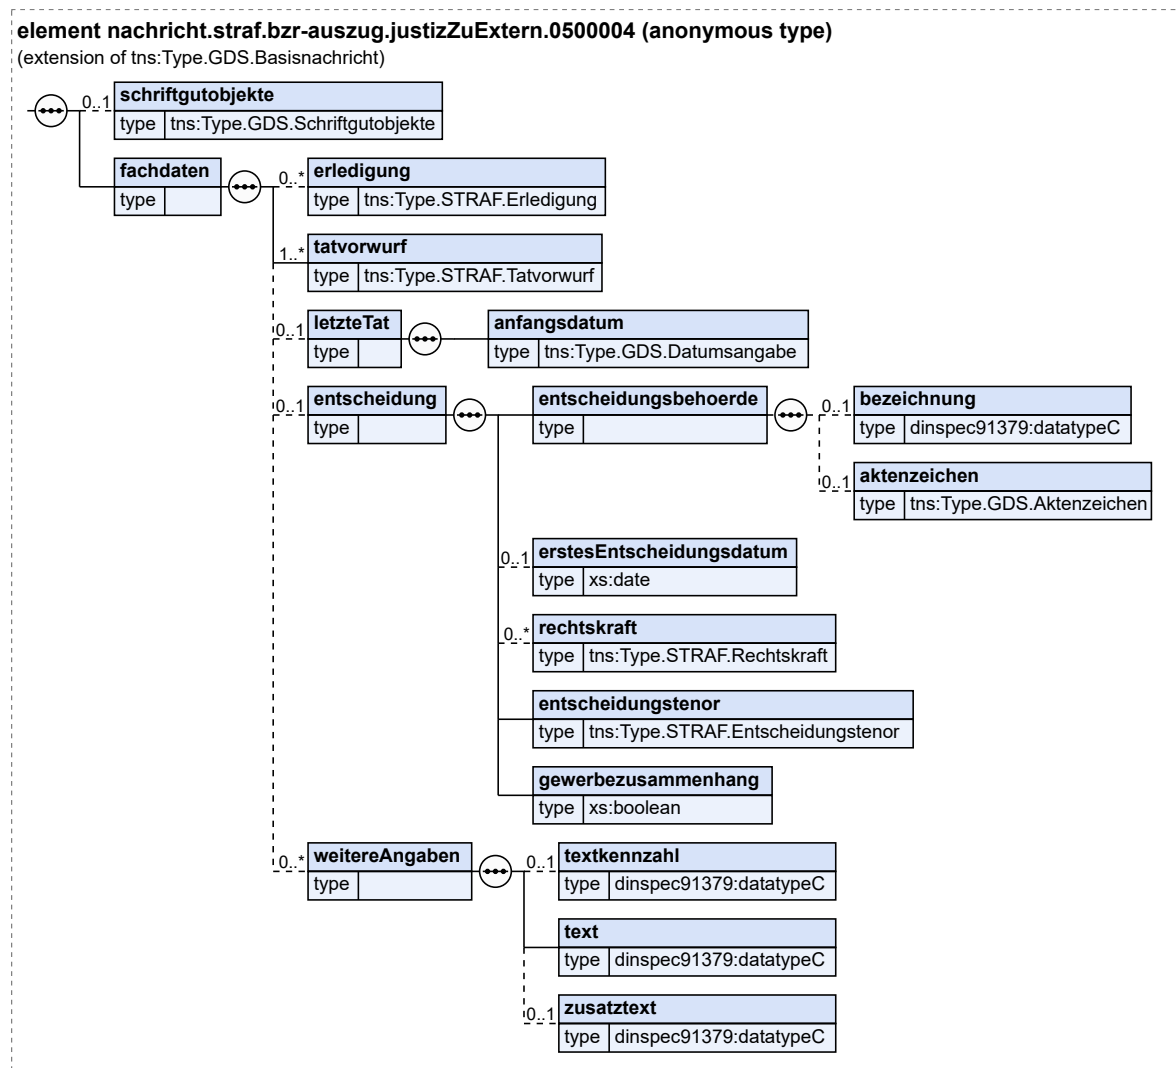 element nachricht.straf.bzr-auszug.justizZuExtern.0500004 (anonymous type)
(extension of tns:Type.GDS.Basisnachricht)
0..1
schriftgutobjekte
type tns:Type.GDS.Schriftgutobjekte
fachdaten
type
0..*
erledigung
type tns:Type.STRAF.Erledigung
1..*
tatvorwurf
type tns:Type.STRAF.Tatvorwurf
0..1
letzteTat
type
anfangsdatum
type tns:Type.GDS.Datumsangabe
0..1
entscheidung
type
entscheidungsbehoerde
type
0..1
bezeichnung
type dinspec91379:datatypeC
0..1
aktenzeichen
type tns:Type.GDS.Aktenzeichen
0..1
erstesEntscheidungsdatum
type xs:date
0..*
rechtskraft
type tns:Type.STRAF.Rechtskraft
entscheidungstenor
type tns:Type.STRAF.Entscheidungstenor
gewerbezusammenhang
type xs:boolean
0..*
weitereAngaben
type
0..1
textkennzahl
type dinspec91379:datatypeC
text
type dinspec91379:datatypeC
0..1
zusatztext
type dinspec91379:datatypeC